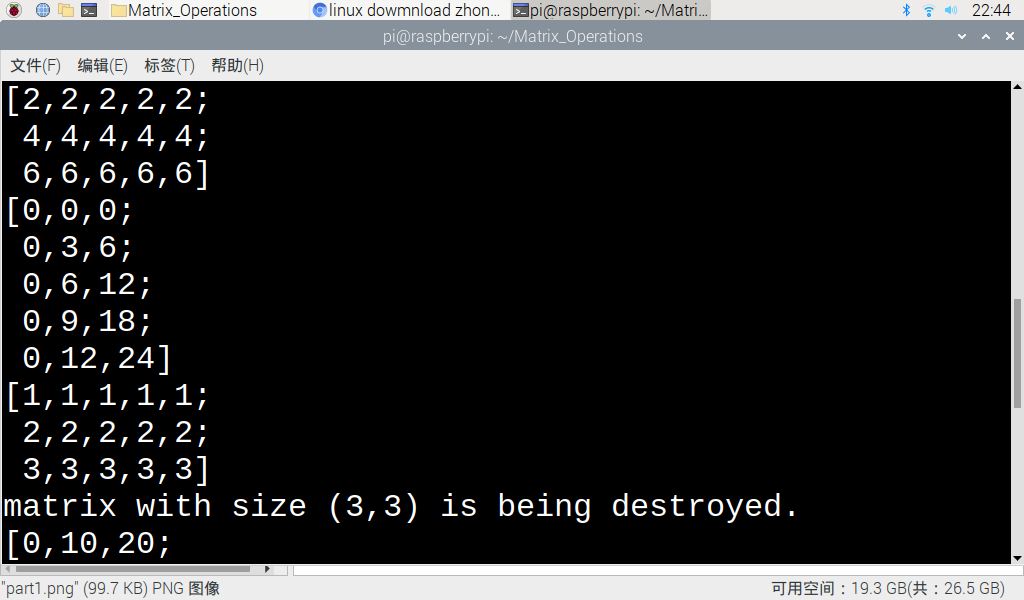 Matrix_Operations
linux dowmnload zhon...
pi@raspberrypi: ~/Matri...
22:44
pi@raspberrypi: ~/Matrix_Operations
文件(F) 编辑(E) 标签(T) 帮助(H)
[2,2,2,2,2;
4,4,4,4,4;
6,6,6,6,6]
[0,0,0;
0,3,6;
0,6,12;
0,9,18;
0,12,24]
[1,1,1,1,1;
2,2,2,2,2;
3,3,3,3,3]
matrix with size (3,3) is being destroyed.
[0,10,20;
"part1.png" (99.7 KB) PNG 图像
可用空间：19.3 GB(共：26.5 GB)